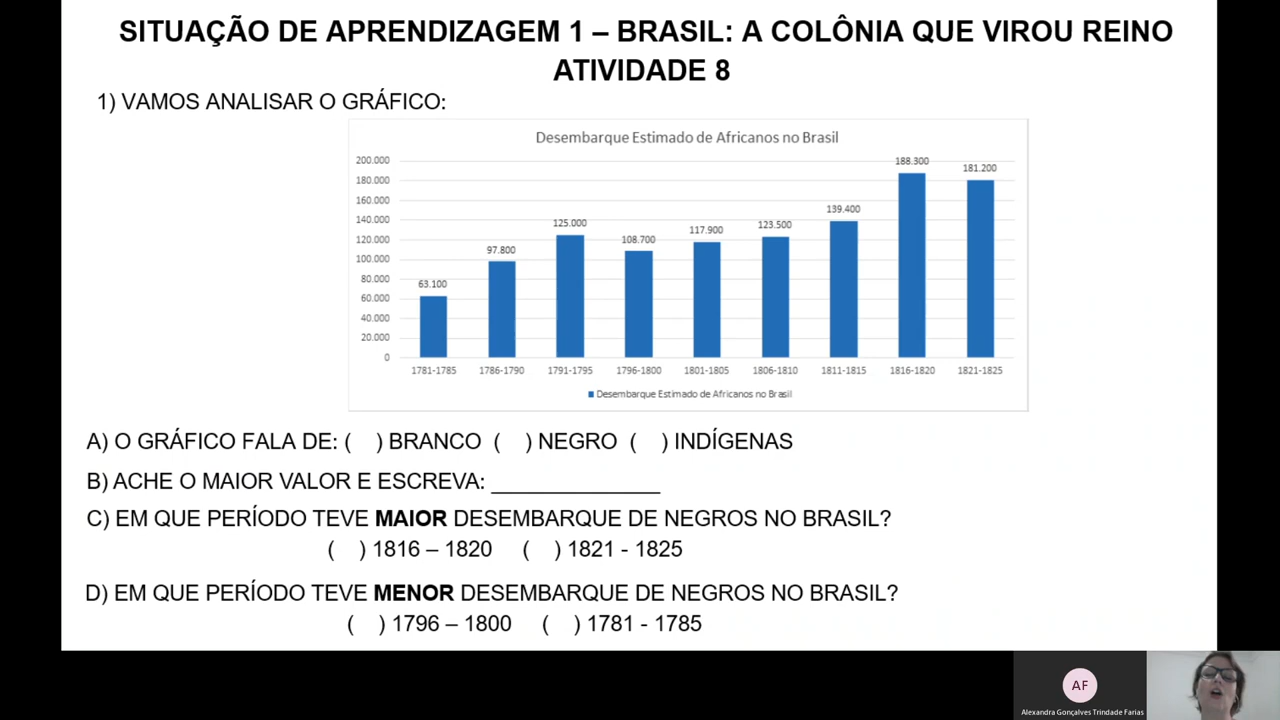 SITUAÇÃO DE APRENDIZAGEM 1 – BRASIL: A COLÔNIA QUE VIROU REINO
ATIVIDADE 8
1) VAMOS ANALISAR O GRÁFICO:
Desembarque Estimado de Africanos no Brasil
200.000
180.000
160.000
140.000
120.000
100.000
80.000
60.000
40.000
20.000
0
63.100
97.800
125.000
108.700
117.900
123.500
139.400
188.300
181.200
1781-1785 1786-1790 1791-1795 1796-1800 1801-1805 1806-1810 1811-1815 1816-1820 1821-1825
Desembarque Estimado de Africanos no Brasil
A) O GRÁFICO FALA DE: ( ) BRANCO ( ) NEGRO ( ) INDÍGENAS
B) ACHE O MAIOR VALOR E ESCREVA: ______________
C) EM QUE PERÍODO TEVE MAIOR DESEMBARQUE DE NEGROS NO BRASIL?
( ) 1816 – 1820 ( ) 1821 - 1825
D) EM QUE PERÍODO TEVE MENOR DESEMBARQUE DE NEGROS NO BRASIL?
( ) 1796 – 1800 ( ) 1781 - 1785
AF
Alexandra Gonçalves Trindade Farias